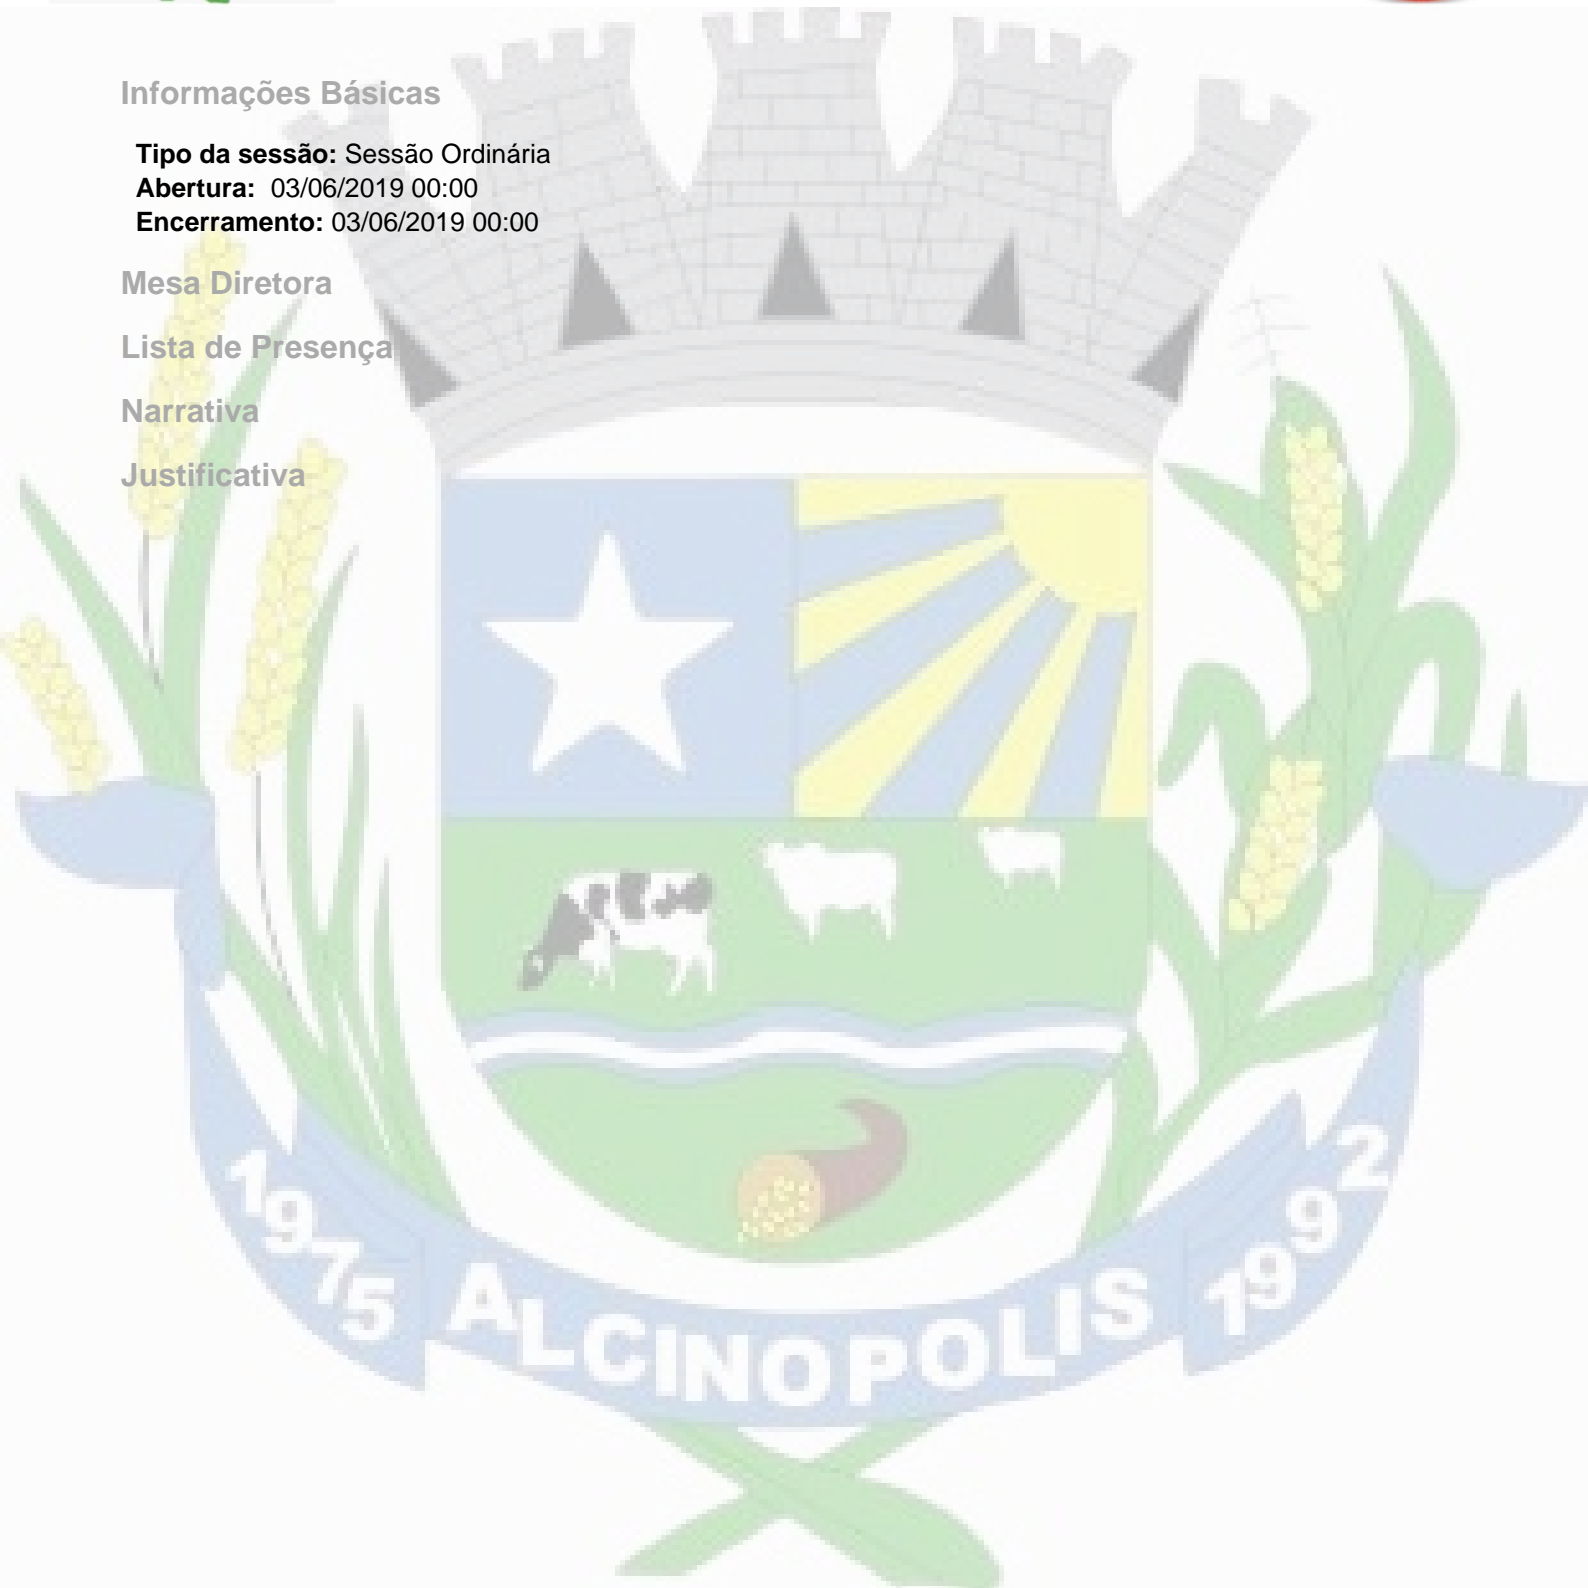 Informações Básicas
Tipo da sessão: Sessão Ordinária
Abertura: 03/06/2019 00:00
Encerramento: 03/06/2019 00:00
Mesa Diretora
Lista de Presença
Narrativa
Justificativa
1975 ALCINOPOLIS 1992